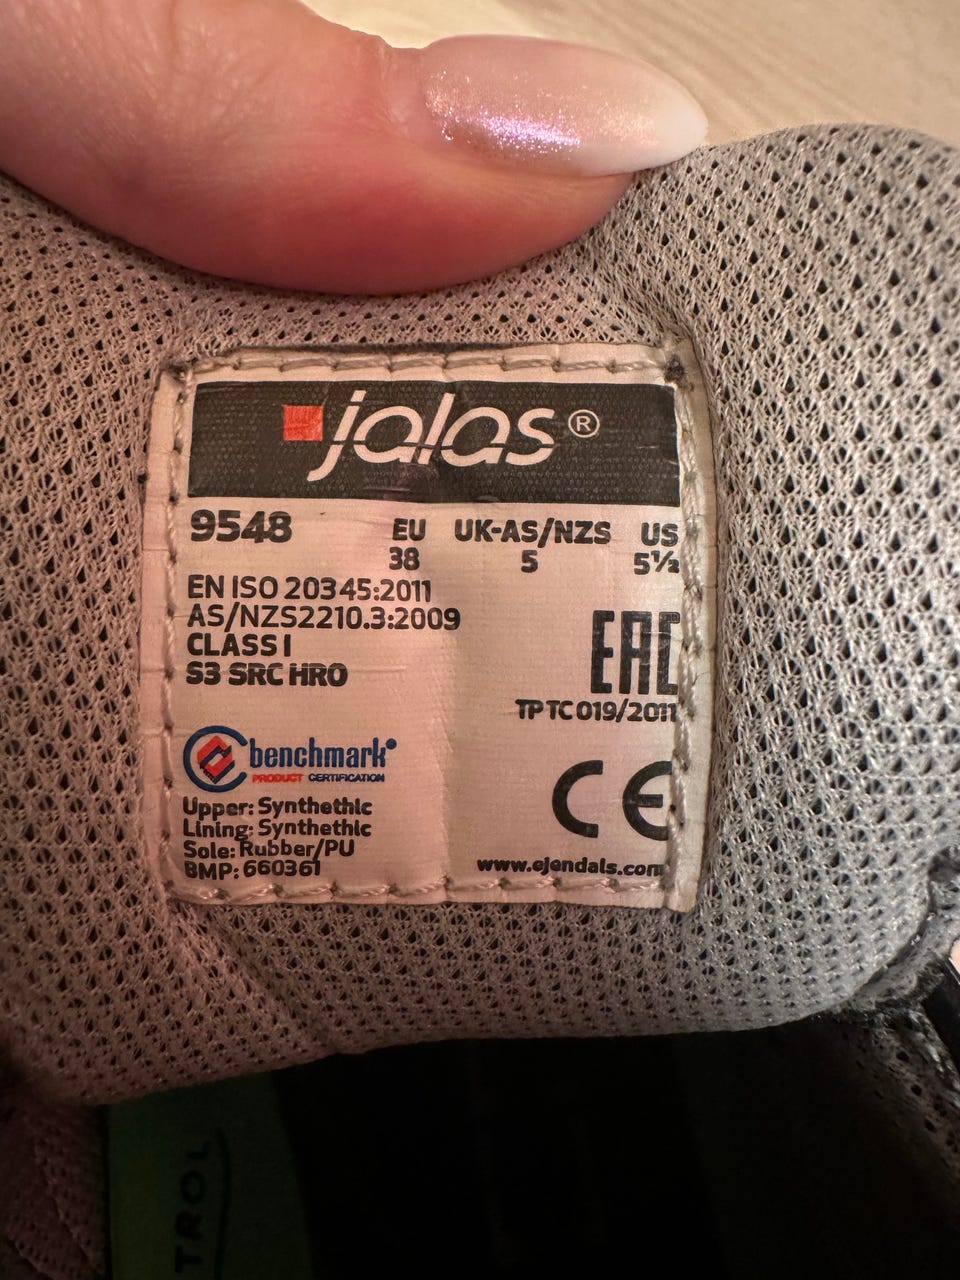 jalas®
9548 EU UK-AS/NZS US
38 5 5½
EN ISO 20345:2011
AS/NZS2210.3:2009
CLASS I
S3 SRC HRO
EAC
TP TC 019/2011
benchmark®
PRODUCT CERTIFICATION
CE
Upper: Synthethic
Lining: Synthethic
Sole: Rubber/PU
BMP: 660361
www.ejendals.com
TROL